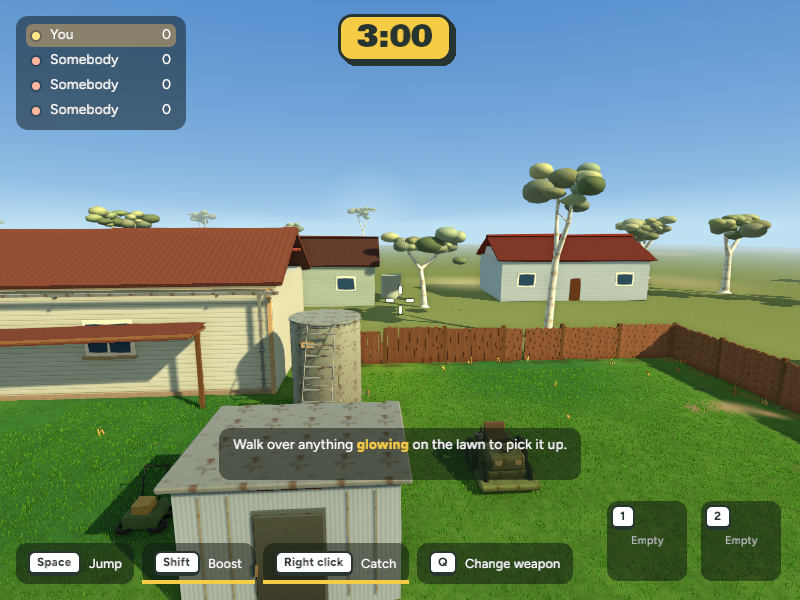 You 0
Somebody 0
Somebody 0
Somebody 0
3:00
Walk over anything glowing on the lawn to pick it up.
1 Empty
2 Empty
Space Jump
Shift Boost
Right click Catch
Q Change weapon